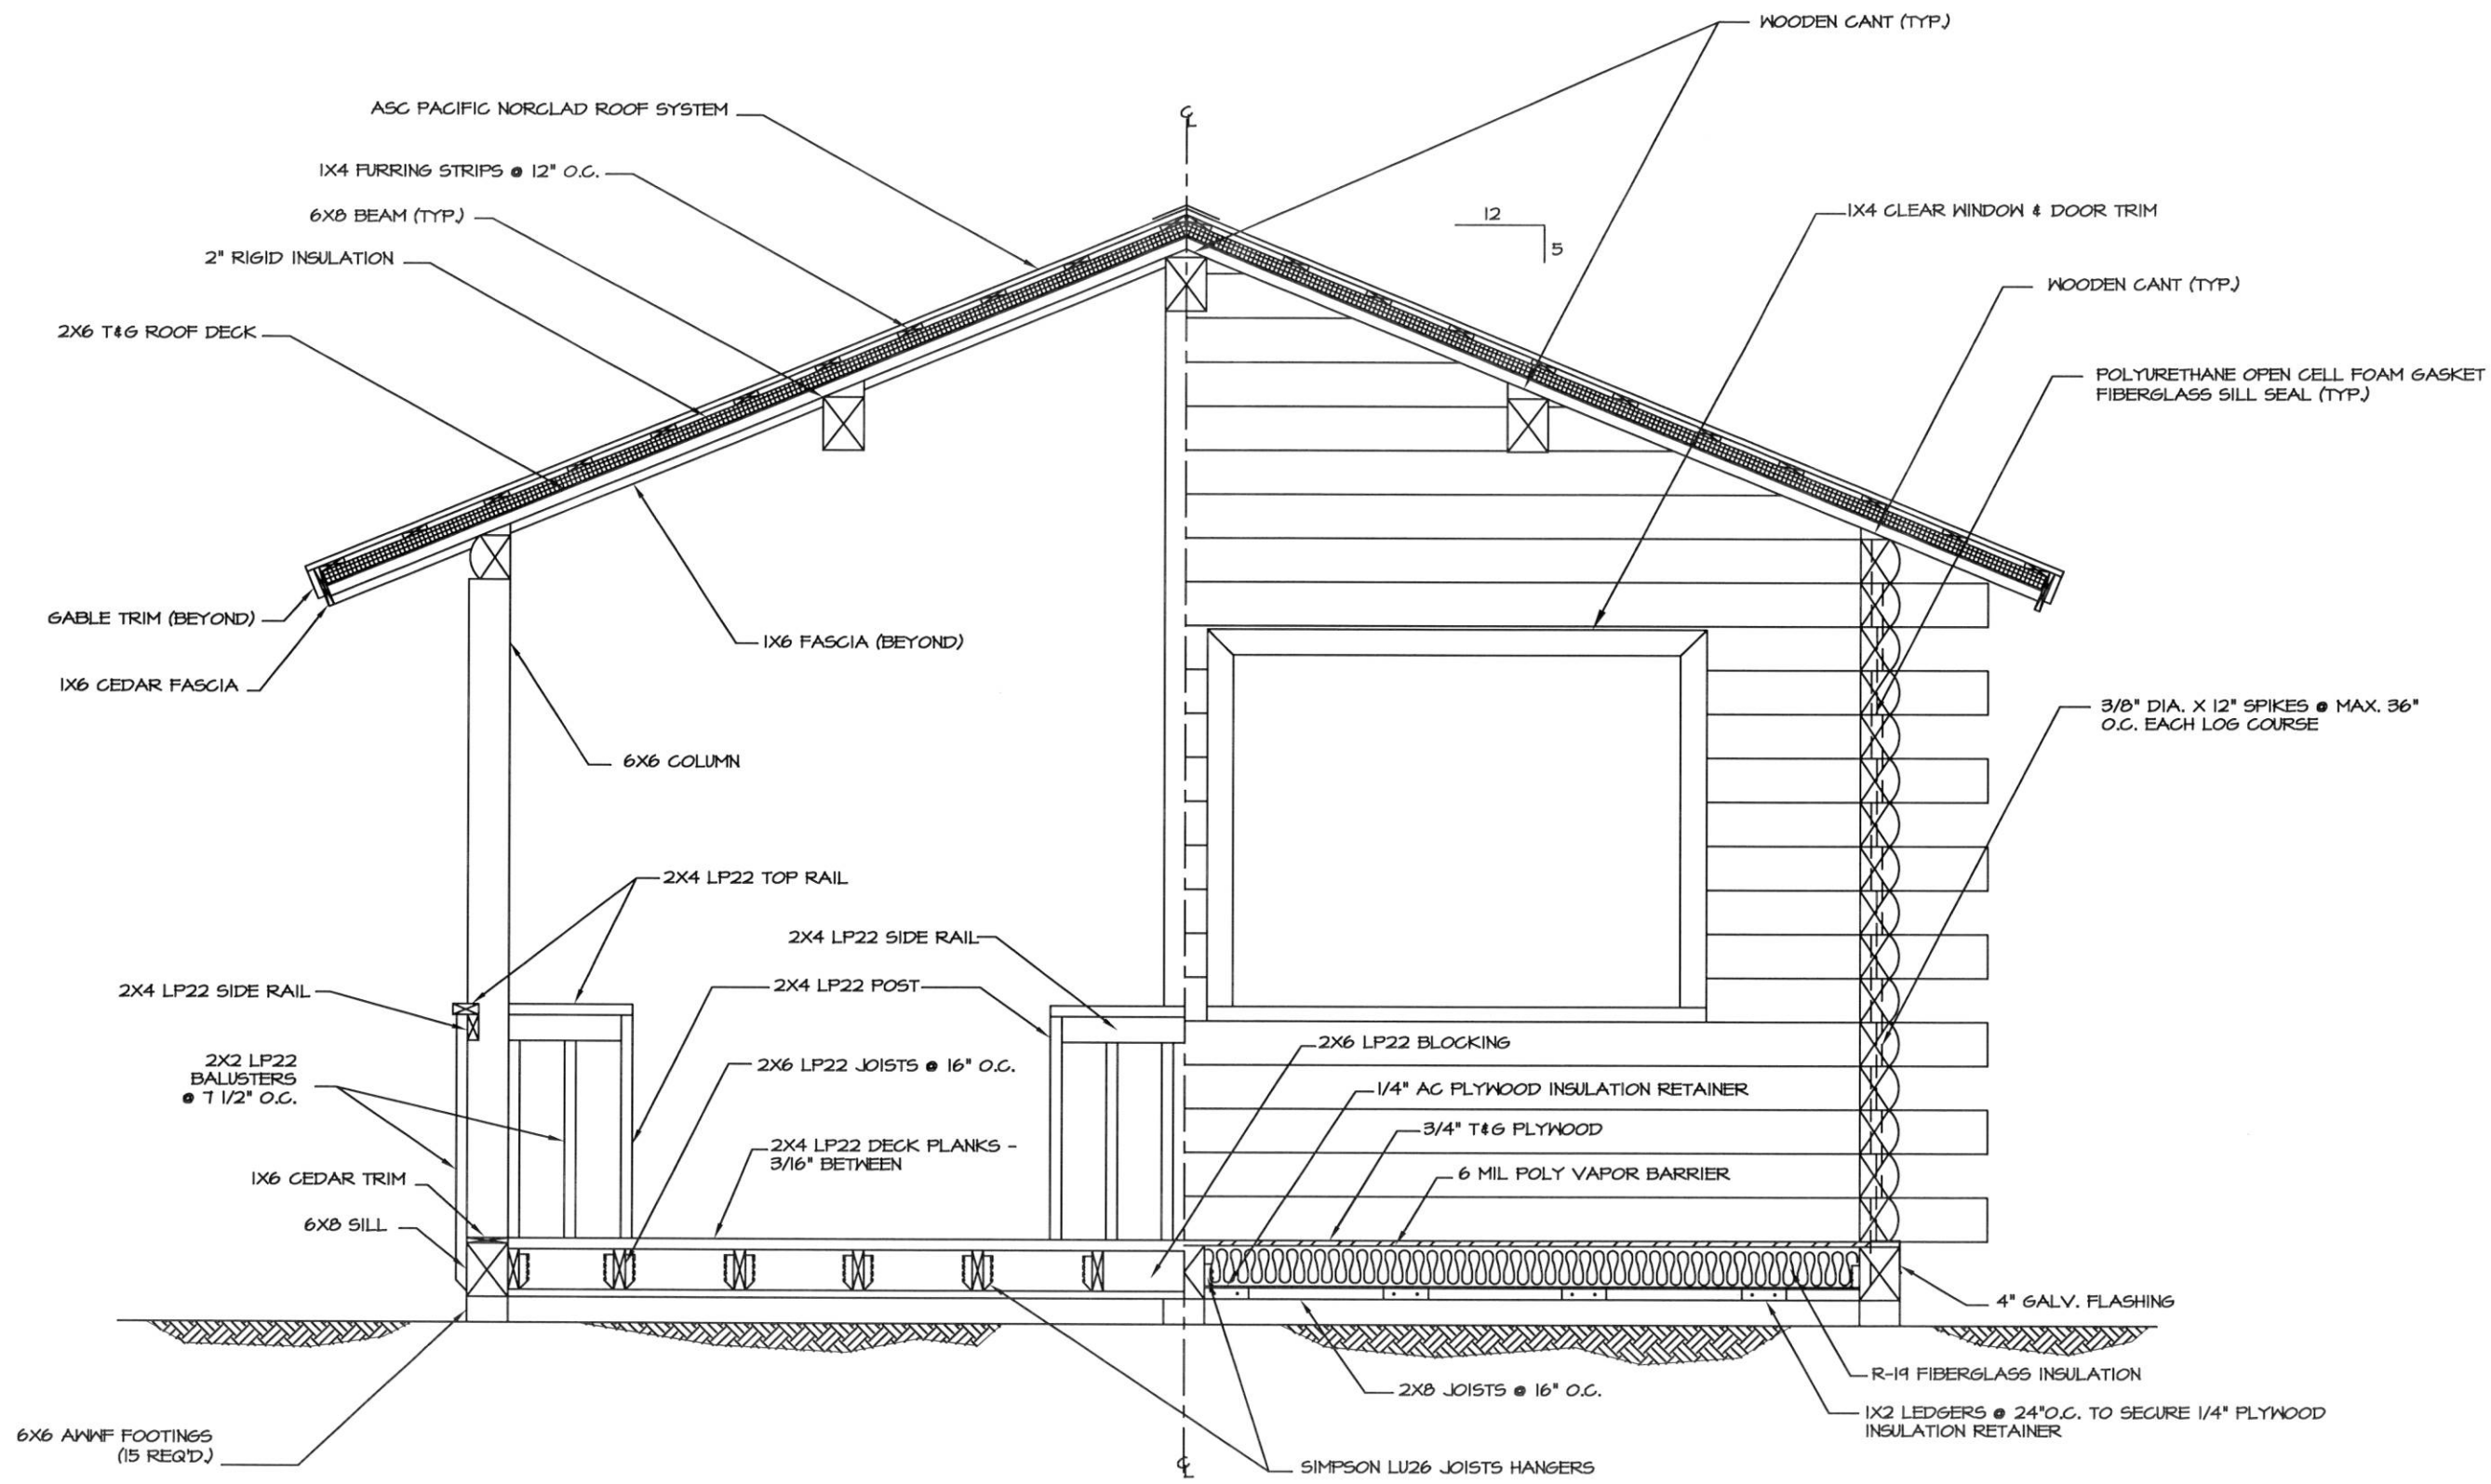 WOODEN CANT (TYP.)
ASC PACIFIC NORCLAD ROOF SYSTEM
CL
1X4 FURRING STRIPS @ 12" O.C.
6X8 BEAM (TYP.)
12
5
1X4 CLEAR WINDOW & DOOR TRIM
2" RIGID INSULATION
WOODEN CANT (TYP.)
2X6 T&G ROOF DECK
POLYURETHANE OPEN CELL FOAM GASKET
FIBERGLASS SILL SEAL (TYP.)
GABLE TRIM (BEYOND)
1X6 FASCIA (BEYOND)
1X6 CEDAR FASCIA
3/8" DIA. X 12" SPIKES @ MAX. 36"
O.C. EACH LOG COURSE
6X6 COLUMN
2X4 LP22 TOP RAIL
2X4 LP22 SIDE RAIL
2X4 LP22 SIDE RAIL
2X4 LP22 POST
2X2 LP22
BALUSTERS
@ 7 1/2" O.C.
2X6 LP22 JOISTS @ 16" O.C.
2X6 LP22 BLOCKING
1/4" AC PLYWOOD INSULATION RETAINER
3/4" T&G PLYWOOD
2X4 LP22 DECK PLANKS -
3/16" BETWEEN
1X6 CEDAR TRIM
6 MIL POLY VAPOR BARRIER
6X8 SILL
4" GALV. FLASHING
R-19 FIBERGLASS INSULATION
2X8 JOISTS @ 16" O.C.
1X2 LEDGERS @ 24"O.C. TO SECURE 1/4" PLYWOOD
INSULATION RETAINER
6X6 AWWF FOOTINGS
(15 REQ'D.)
CL
SIMPSON LU26 JOISTS HANGERS